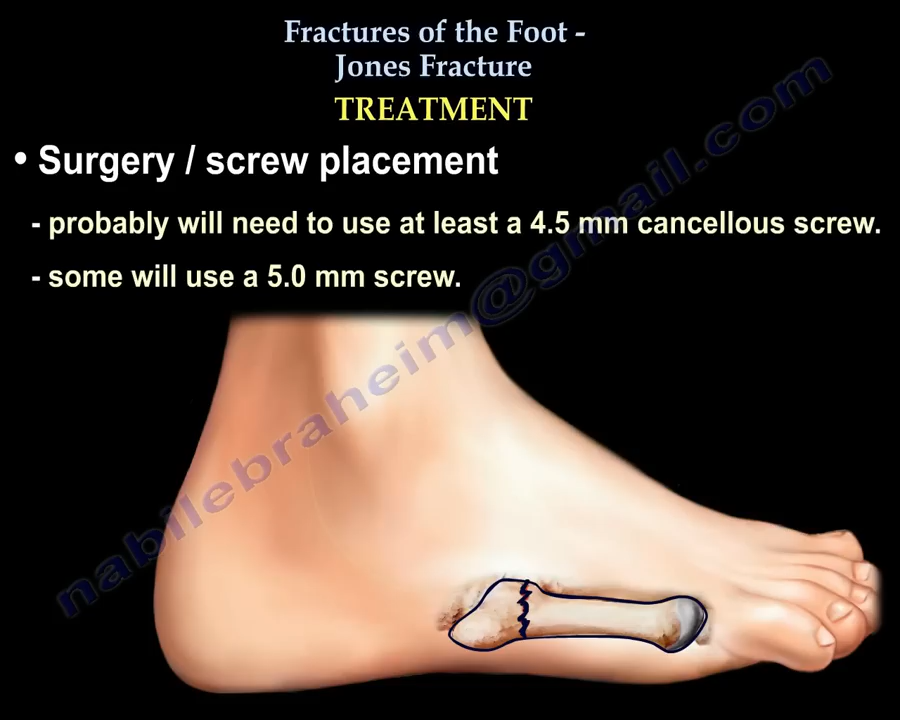 Fractures of the Foot -
Jones Fracture
TREATMENT
• Surgery / screw placement
- probably will need to use at least a 4.5 mm cancellous screw.
- some will use a 5.0 mm screw.
nabilebraheim@gmail.com